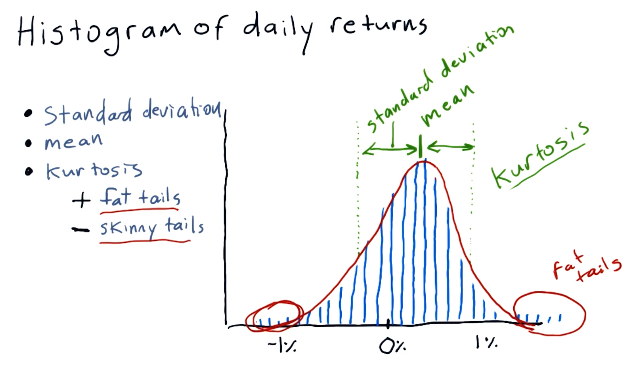 Histogram of daily returns
• Standard deviation
• mean
• Kurtosis
+ fat tails
− skinny tails
standard deviation
mean
Kurtosis
fat
tails
-1% 0% 1%